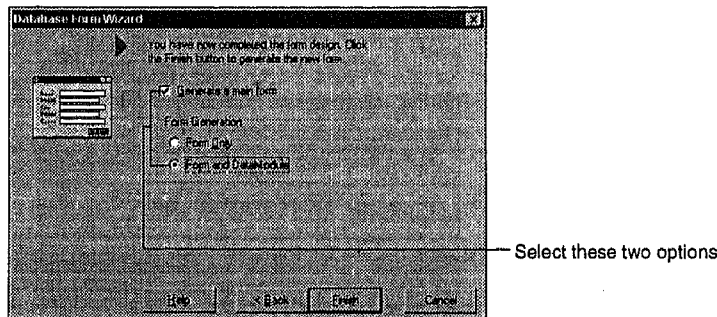 Database Form Wizard
You have now completed the form design. Click
the Finish button to generate the new form.
Generate a main form
Form Generation
Form Only
Form and DataModule
Select these two options
Help
< Back
Finish
Cancel